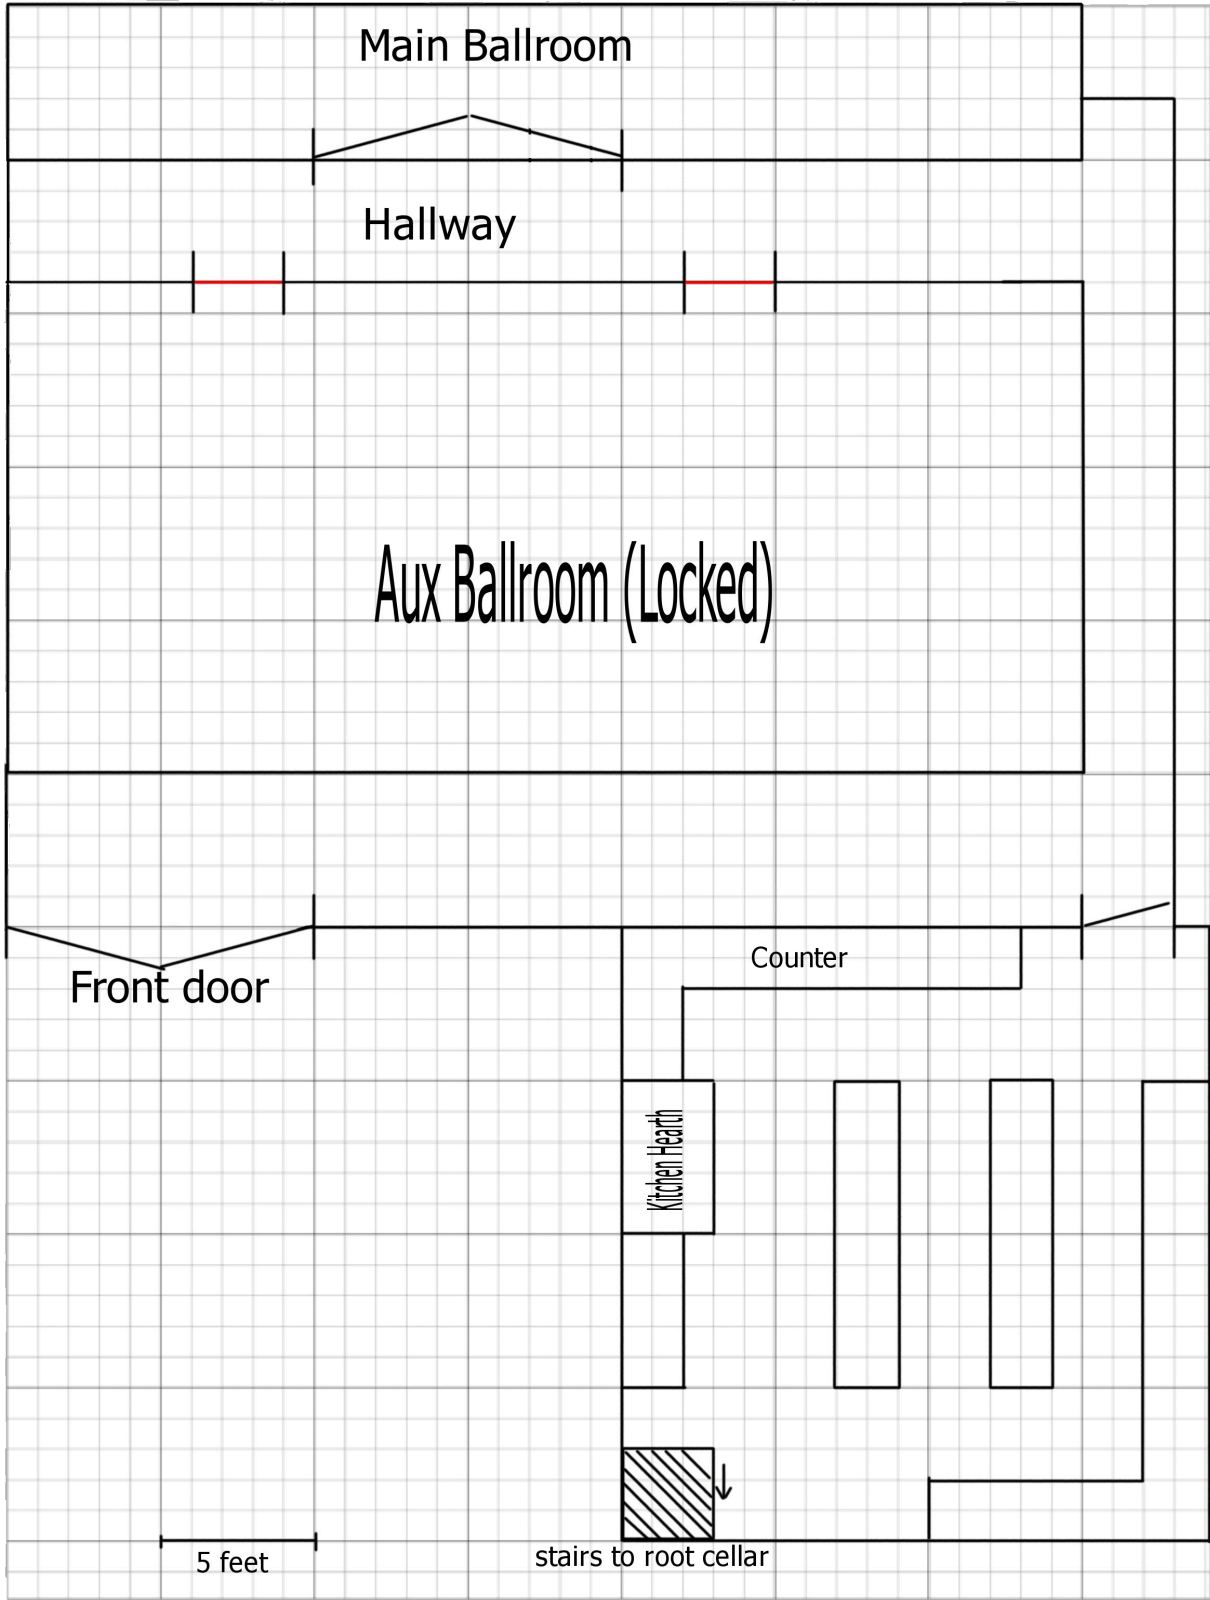 Main Ballroom
Hallway
Aux Ballroom (Locked)
Front door
Counter
Kitchen Hearth
5 feet
stairs to root cellar